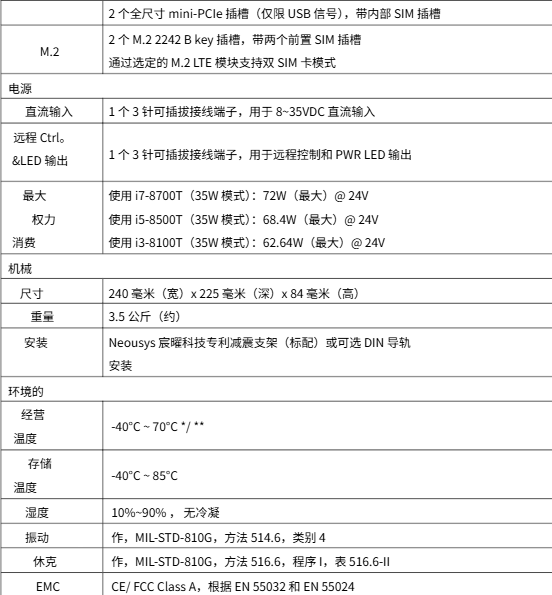 2 个全尺寸 mini-PCIe 插槽（仅限 USB 信号），带内部 SIM 插槽
M.2
2 个 M.2 2242 B key 插槽，带两个前置 SIM 插槽
通过选定的 M.2 LTE 模块支持双 SIM 卡模式
电源
直流输入
1 个 3 针可插拔接线端子，用于 8~35VDC 直流输入
远程 Ctrl。
&LED 输出
1 个 3 针可插拔接线端子，用于远程控制和 PWR LED 输出
最大
权力
消费
使用 i7-8700T（35W 模式）：72W（最大）@ 24V
使用 i5-8500T（35W 模式）：68.4W（最大）@ 24V
使用 i3-8100T（35W 模式）：62.64W（最大）@ 24V
机械
尺寸
240 毫米（宽）x 225 毫米（深）x 84 毫米（高）
重量
3.5 公斤（约）
安装
Neousys 宸曜科技专利减震支架（标配）或可选 DIN 导轨
安装
环境的
经营
温度
-40°C ~ 70°C */ **
存储
温度
-40°C ~ 85°C
湿度
10%~90% ， 无冷凝
振动
作，MIL-STD-810G，方法 514.6，类别 4
休克
作，MIL-STD-810G，方法 516.6，程序 I，表 516.6-II
EMC
CE/ FCC Class A，根据 EN 55032 和 EN 55024